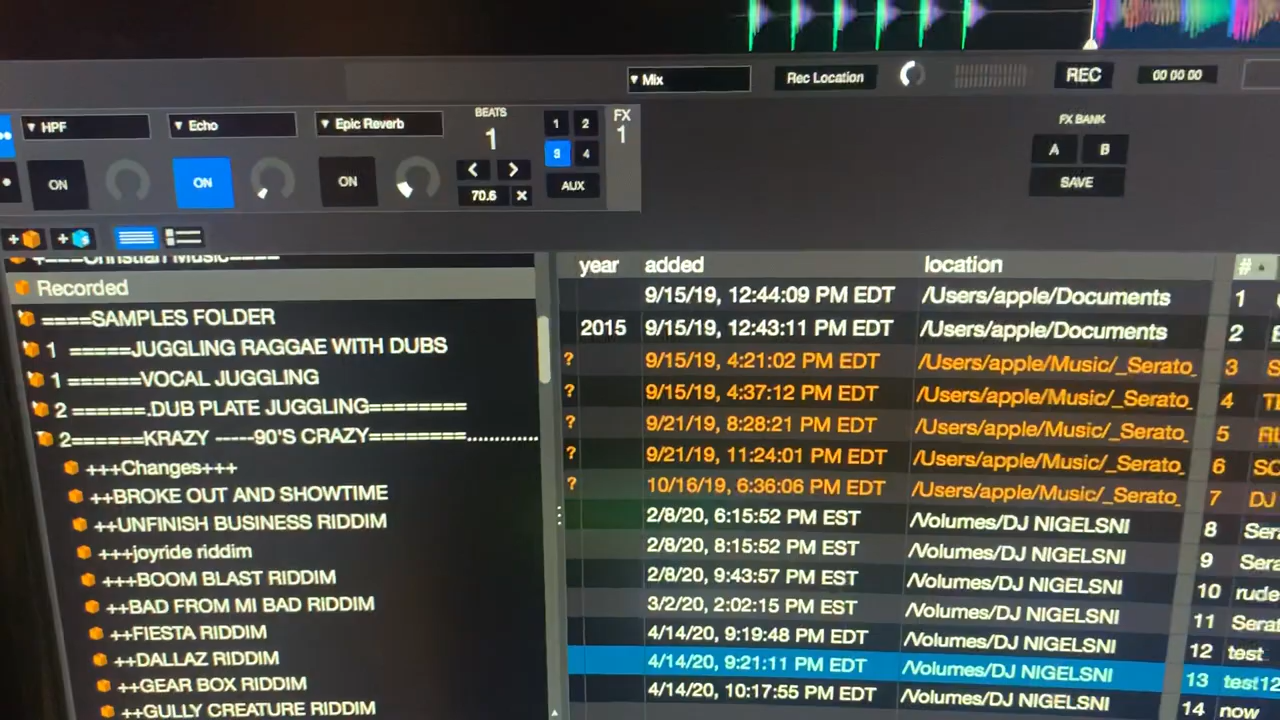 Mix
Rec Location
REC
00 00 00
HPF
Echo
Epic Reverb
BEATS
1
1 2
3 4
AUX
FX
1
ON
ON
ON
70.6 ×
FX BANK
A B
SAVE
+===Christian Music====
Recorded
====SAMPLES FOLDER
1 =====JUGGLING RAGGAE WITH DUBS
1 ======VOCAL JUGGLING
2 ======.DUB PLATE JUGGLING========
2======KRAZY -----90'S CRAZY========.............
+++Changes+++
++BROKE OUT AND SHOWTIME
++UNFINISH BUSINESS RIDDIM
+++joyride riddim
+++BOOM BLAST RIDDIM
++BAD FROM MI BAD RIDDIM
++FIESTA RIDDIM
++DALLAZ RIDDIM
++GEAR BOX RIDDIM
++GULLY CREATURE RIDDIM
year added location #
9/15/19, 12:44:09 PM EDT /Users/apple/Documents 1
2015 9/15/19, 12:43:11 PM EDT /Users/apple/Documents 2
? 9/15/19, 4:21:02 PM EDT /Users/apple/Music/_Serato_ 3
? 9/15/19, 4:37:12 PM EDT /Users/apple/Music/_Serato_ 4
? 9/21/19, 8:28:21 PM EDT /Users/apple/Music/_Serato_ 5
? 9/21/19, 11:24:01 PM EDT /Users/apple/Music/_Serato_ 6
? 10/16/19, 6:36:06 PM EDT /Users/apple/Music/_Serato_ 7 DJ
2/8/20, 6:15:52 PM EST /Volumes/DJ NIGELSNI 8
2/8/20, 8:15:52 PM EST /Volumes/DJ NIGELSNI 9
2/8/20, 9:43:57 PM EST /Volumes/DJ NIGELSNI 10 rude
3/2/20, 2:02:15 PM EST /Volumes/DJ NIGELSNI 11
4/14/20, 9:19:48 PM EDT /Volumes/DJ NIGELSNI 12 test
4/14/20, 9:21:11 PM EDT /Volumes/DJ NIGELSNI 13 test12
4/14/20, 10:17:55 PM EDT /Volumes/DJ NIGELSNI 14 now